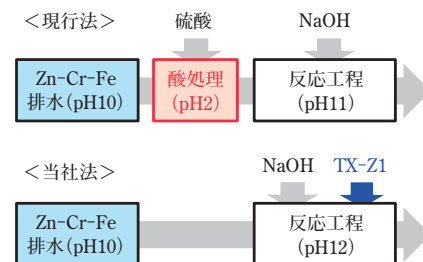 ＜現行法＞
硫酸
NaOH
Zn-Cr-Fe
排水(pH10)
酸処理
(pH2)
反応工程
(pH11)
＜当社法＞
NaOH
TX-Z1
Zn-Cr-Fe
排水(pH10)
反応工程
(pH12)